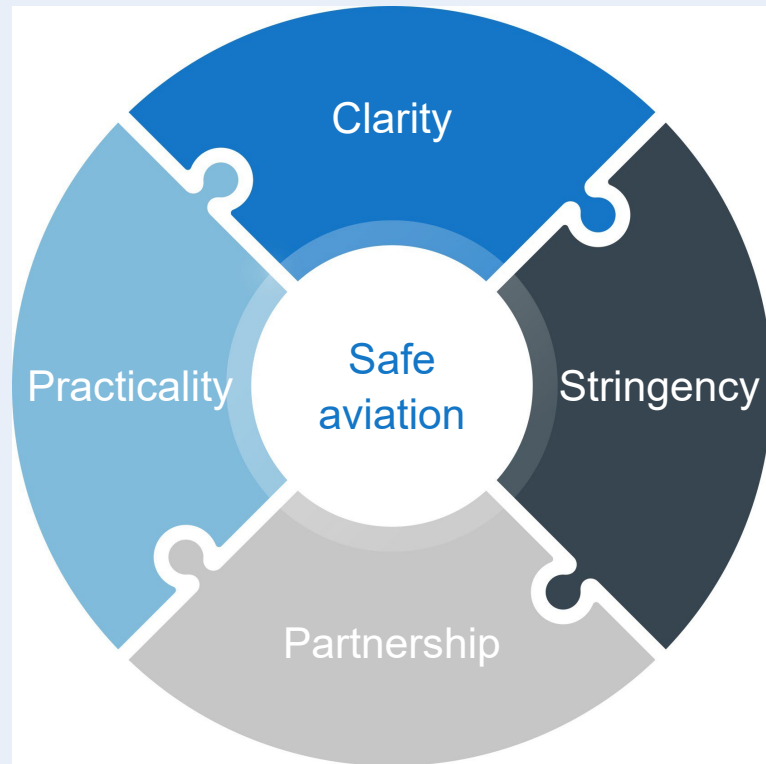 Clarity
Practicality
Safe
aviation
Stringency
Partnership